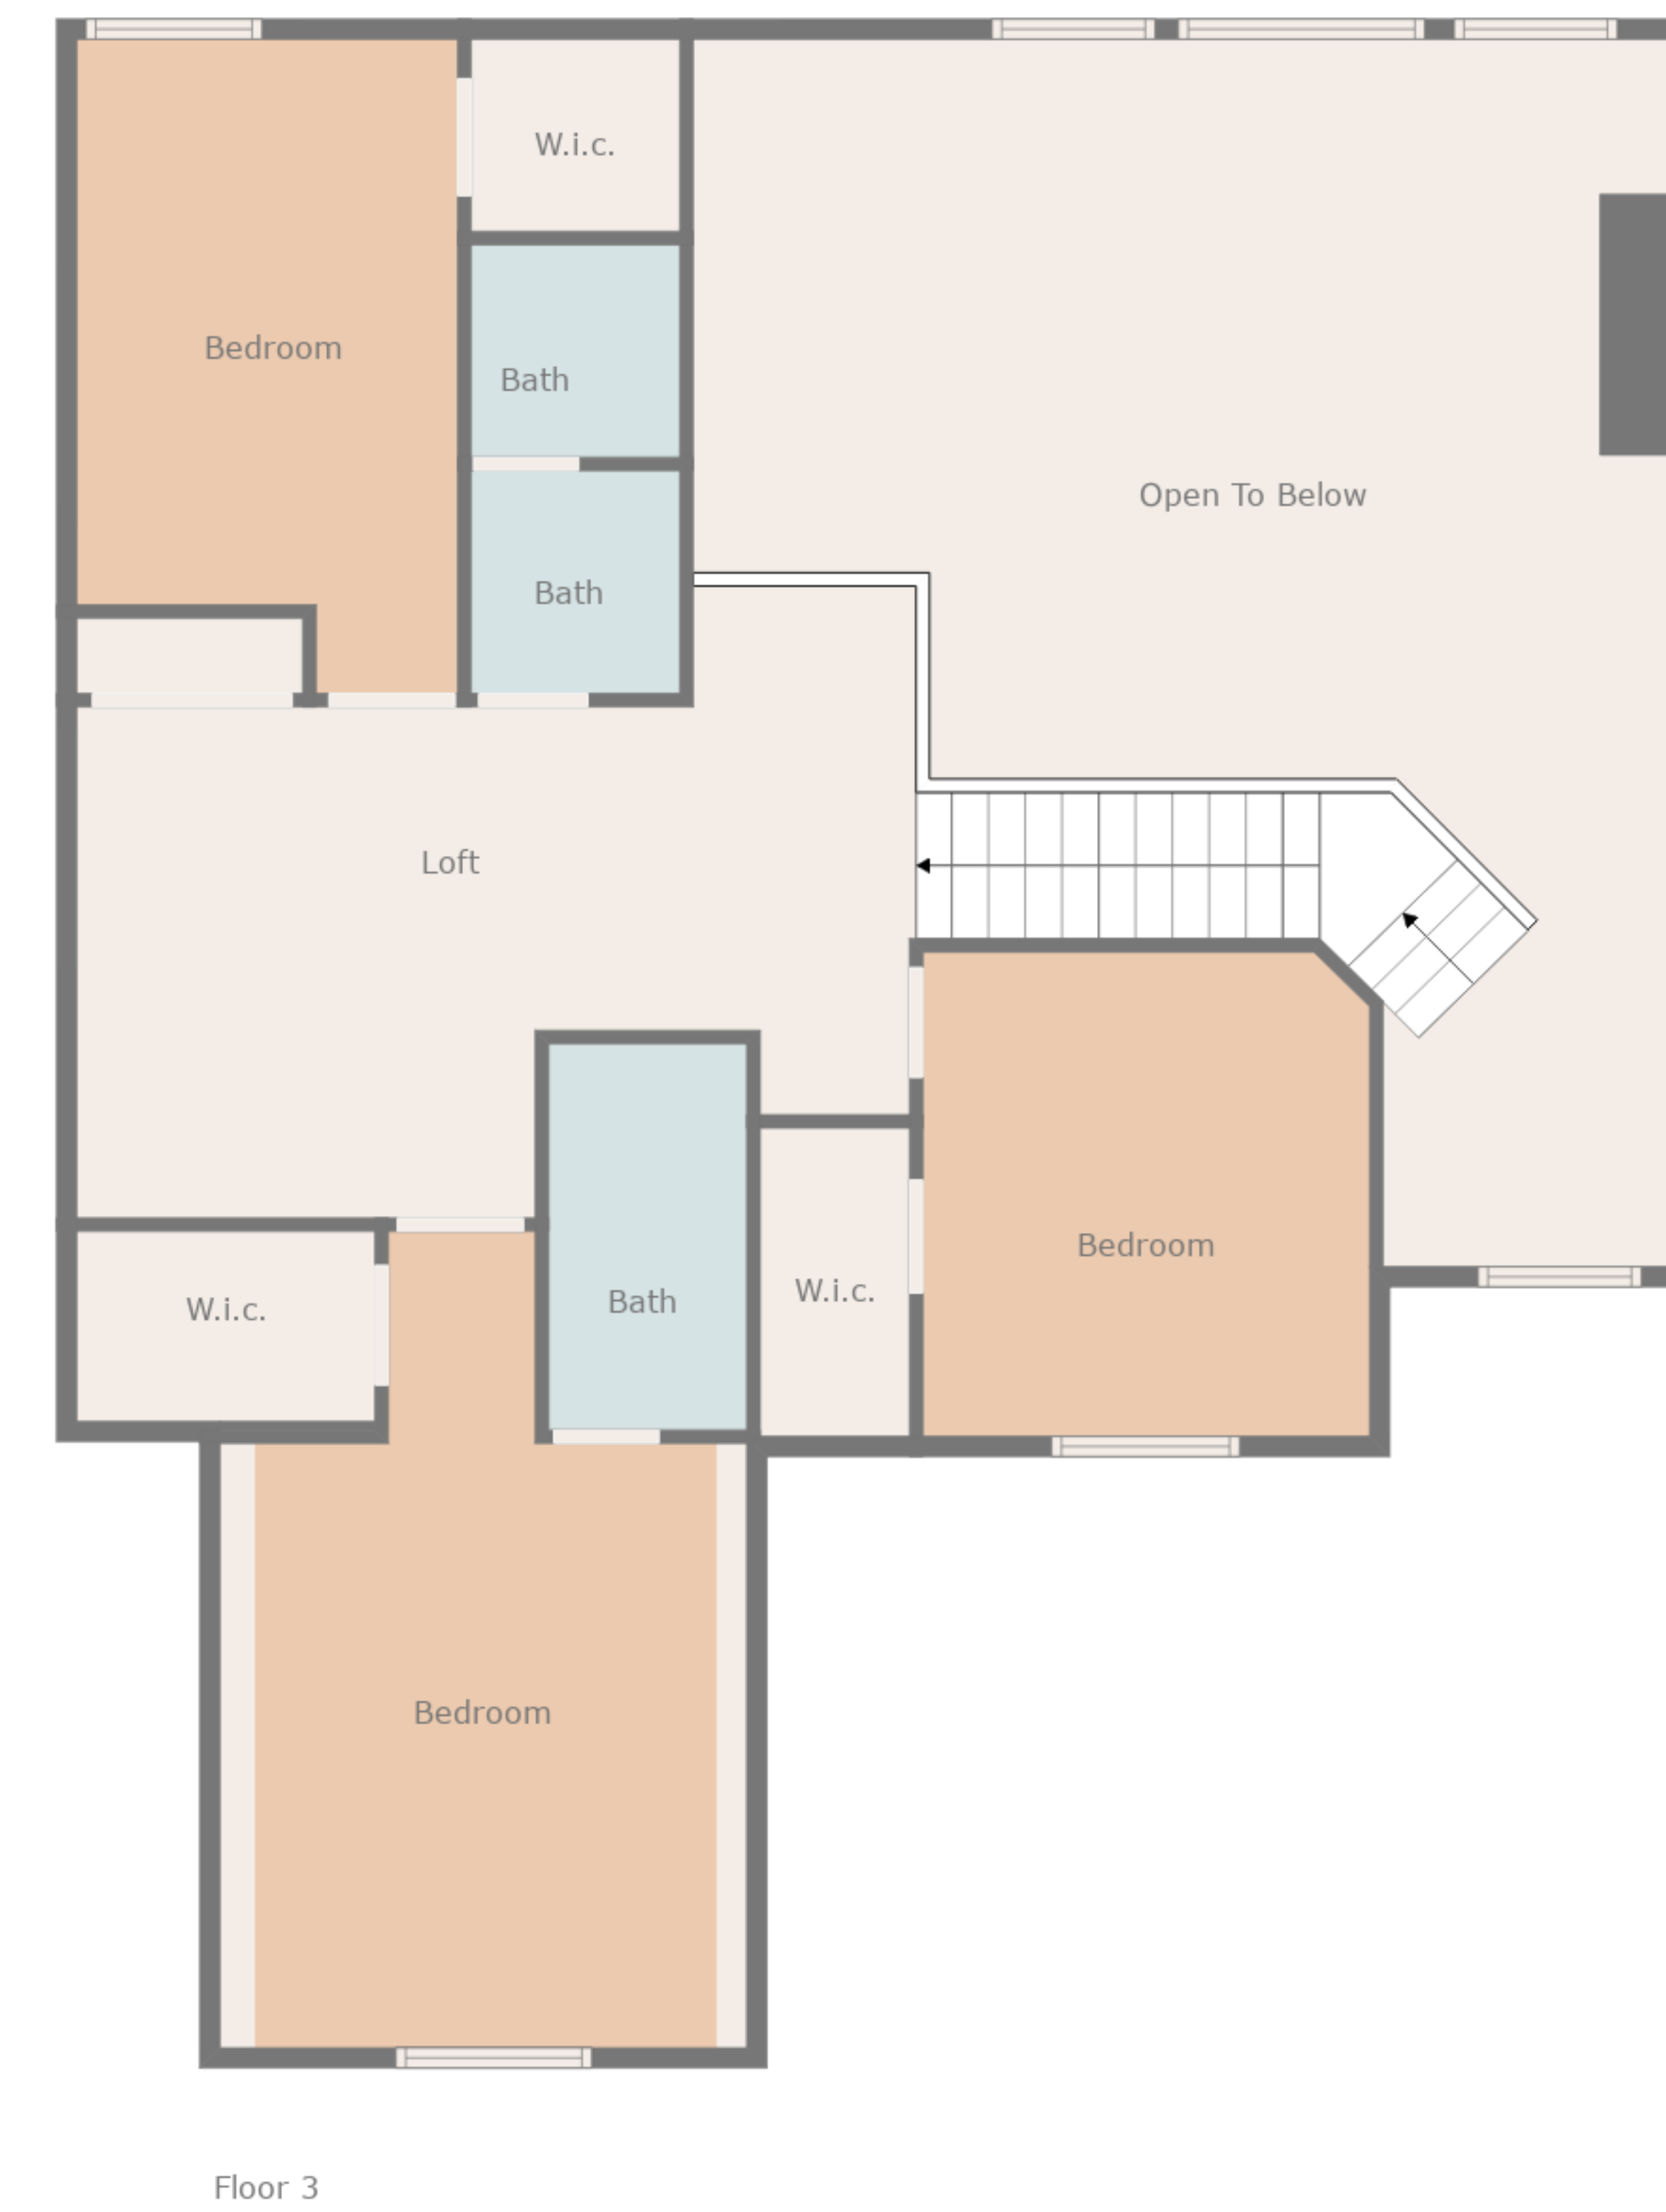 W.i.c.
Bedroom
Bath
Open To Below
Bath
Loft
Bedroom
W.i.c.
Bath
W.i.c.
Bedroom
Floor 3